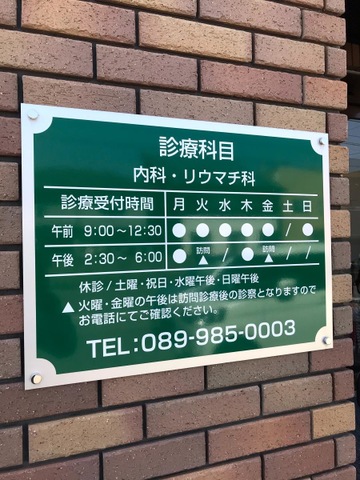 診療科目
内科・リウマチ科
診療受付時間 月 火 水 木 金 土 日
午前 9:00~12:30 ● ● ● ● ● / ●
午後 2:30~ 6:00 ● 訪問▲ / ● 訪問▲ / /
休診/土曜・祝日・水曜午後・日曜午後
▲火曜・金曜の午後は訪問診療後の診察となりますので
お電話にてご確認ください。
TEL:089-985-0003